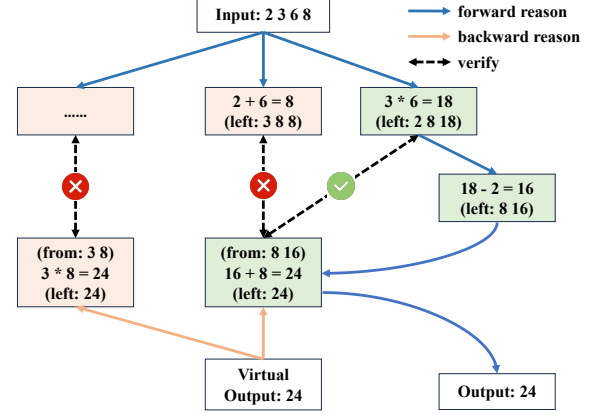 Input: 2 3 6 8
forward reason
backward reason
verify
......
2 + 6 = 8
(left: 3 8 8)
3 * 6 = 18
(left: 2 8 18)
18 - 2 = 16
(left: 8 16)
(from: 3 8)
3 * 8 = 24
(left: 24)
(from: 8 16)
16 + 8 = 24
(left: 24)
Virtual
Output: 24
Output: 24